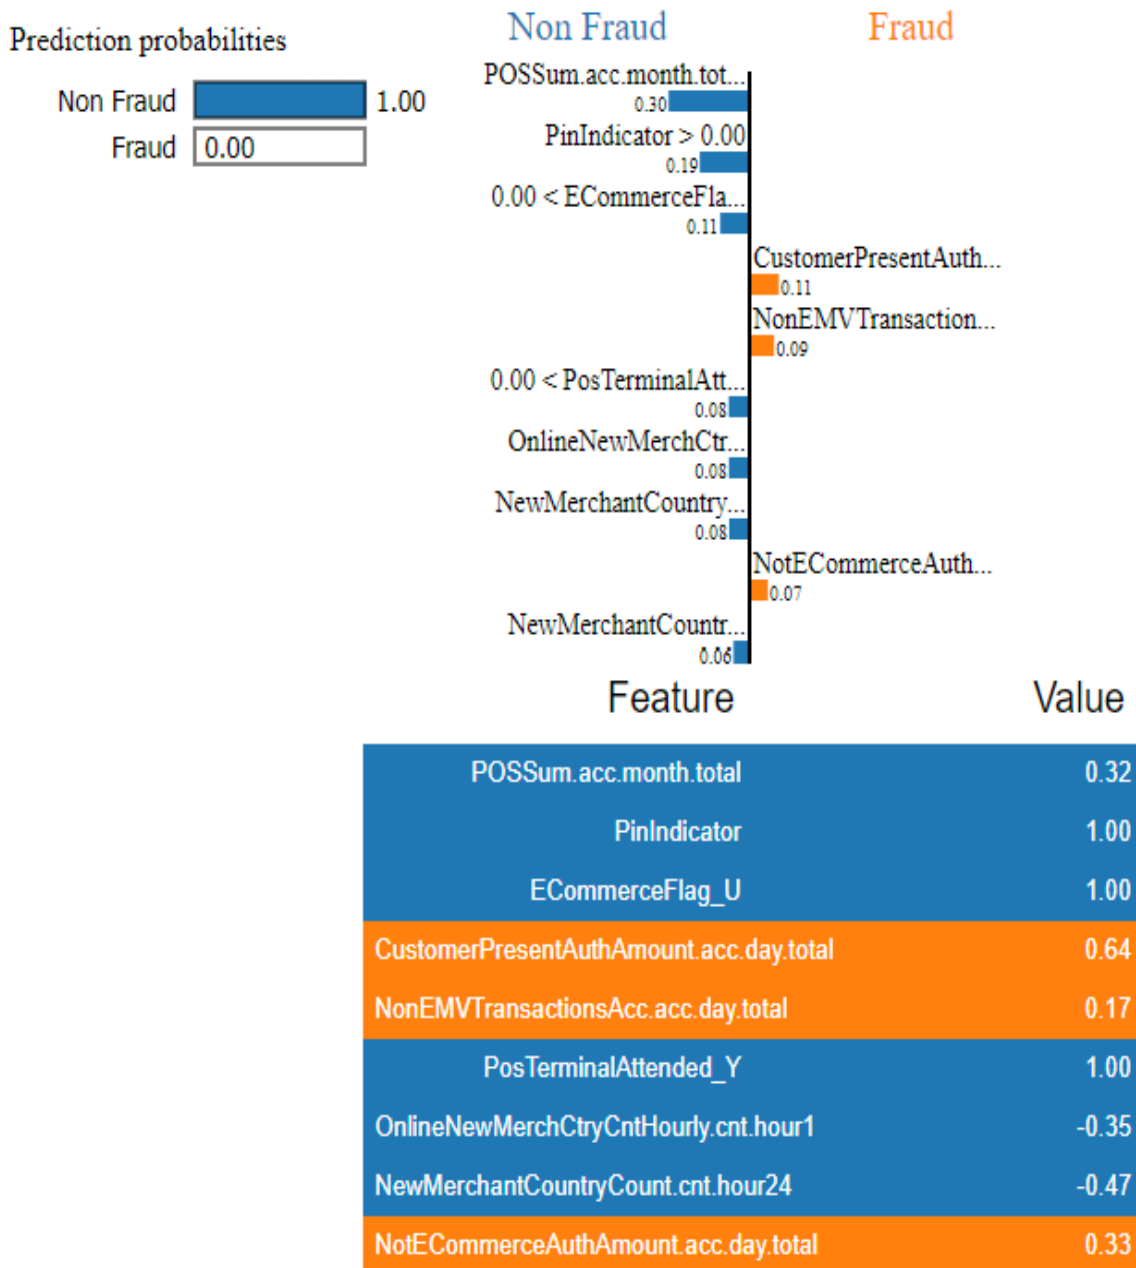 Prediction probabilities
Non Fraud 1.00
Fraud 0.00
Non Fraud Fraud
POSSum.acc.month.tot...
0.30
PinIndicator > 0.00
0.19
0.00 < ECommerceFla...
0.11
CustomerPresentAuth...
0.11
NonEMVTransaction...
0.09
0.00 < PosTerminalAtt...
0.08
OnlineNewMerchCtr...
0.08
NewMerchantCountry...
0.08
NotECommerceAuth...
0.07
NewMerchantCountr...
0.06
Feature Value
POSSum.acc.month.total 0.32
PinIndicator 1.00
ECommerceFlag_U 1.00
CustomerPresentAuthAmount.acc.day.total 0.64
NonEMVTransactionsAcc.acc.day.total 0.17
PosTerminalAttended_Y 1.00
OnlineNewMerchCtryCntHourly.cnt.hour1 -0.35
NewMerchantCountryCount.cnt.hour24 -0.47
NotECommerceAuthAmount.acc.day.total 0.33